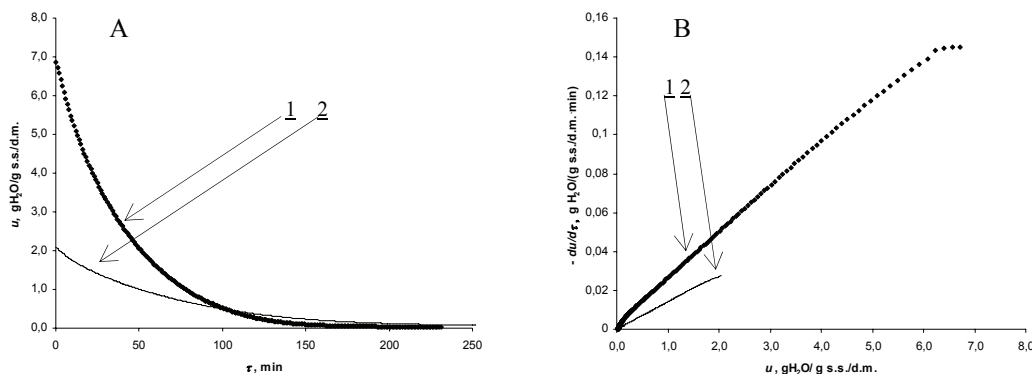 A
8,0
7,0
6,0
5,0
4,0
3,0
2,0
1,0
0,0
u, gH₂O/g s.s./d.m.
1 2
0 50 100 150 200 250
τ, min
B
0,16
0,14
0,12
0,10
0,08
0,06
0,04
0,02
0,00
- du/dτ, g H₂O/(g s.s./d.m.·min)
1 2
0,0 1,0 2,0 3,0 4,0 5,0 6,0 7,0 8,0
u, gH₂O/ g s.s./d.m.